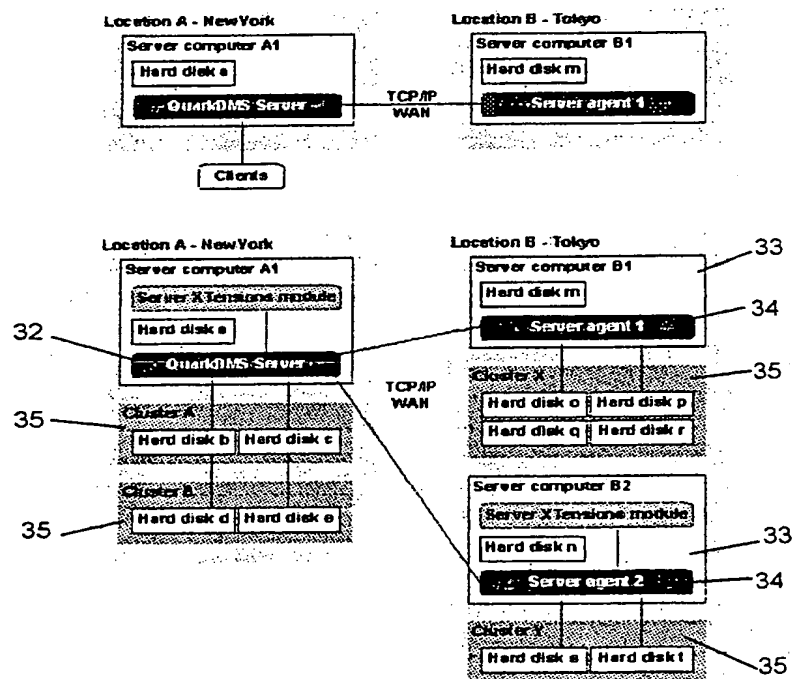 Location A - NewYork
Server computer A1
Hard disk a
QuarkDMS Server
Clients
TCP/IP
WAN
Location B - Tokyo
Server computer B1
Hard disk m
Server agent 1
Location A - NewYork
Server computer A1
Server XTensions module
Hard disk a
32
QuarkDMS Server
35
Cluster A
Hard disk b
Hard disk c
35
Cluster B
Hard disk d
Hard disk e
TCP/IP
WAN
Location B - Tokyo
Server computer B1
33
Hard disk m
34
Server agent 1
35
Cluster X
Hard disk o
Hard disk p
Hard disk q
Hard disk r
Server computer B2
Server XTensions module
33
Hard disk n
Server agent 2
34
Cluster Y
35
Hard disk s
Hard disk t